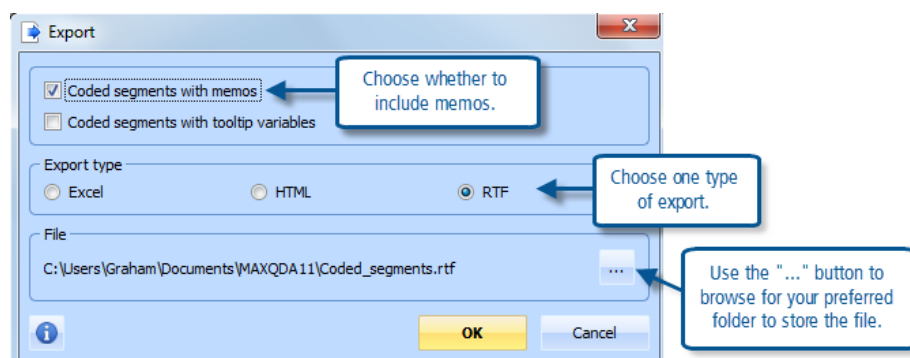 Export
Coded segments with memos
Choose whether to
include memos.
Coded segments with tooltip variables
Export type
Excel
HTML
RTF
Choose one type
of export.
File
C:\Users\Graham\Documents\MAXQDA11\Coded_segments.rtf
...
Use the "..." button to
browse for your preferred
folder to store the file.
OK
Cancel